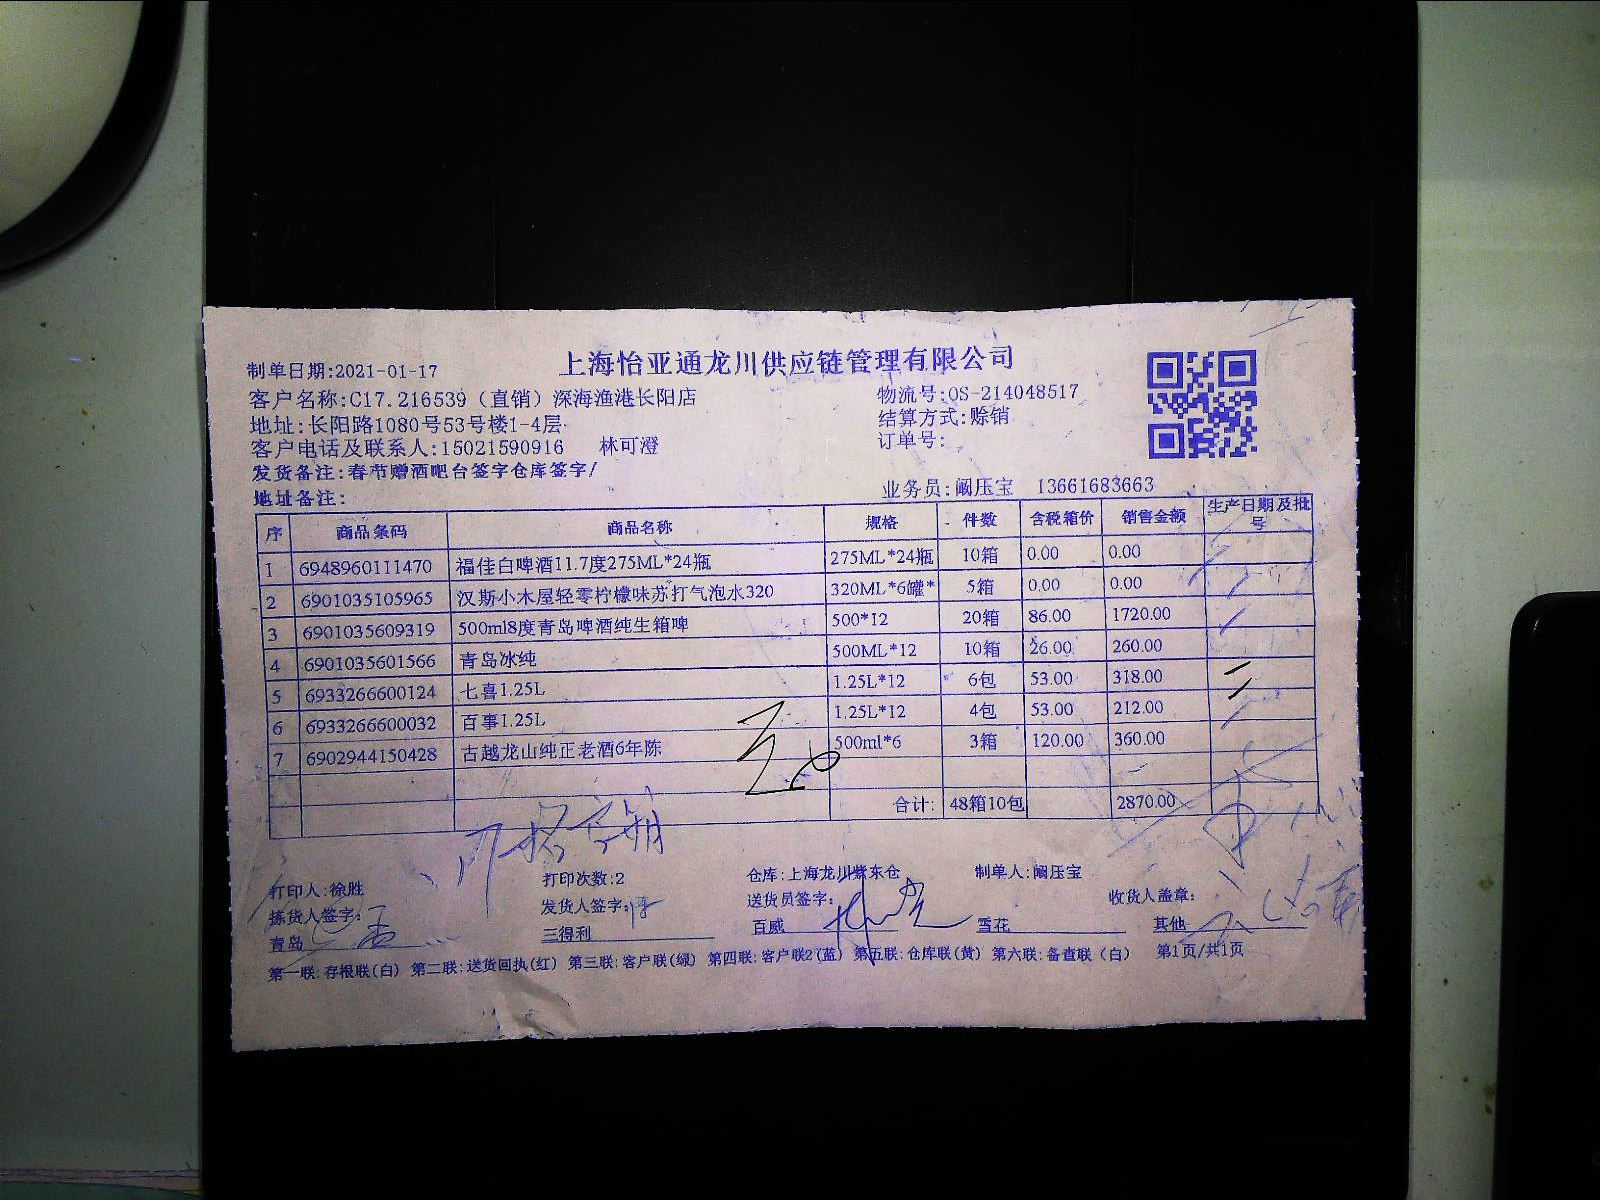 上海怡亚通龙川供应链管理有限公司
制单日期:2021-01-17
客户名称:C17.216539（直销）深海渔港长阳店 物流号:OS-214048517
地址:长阳路1080号53号楼1-4层 结算方式:赊销
客户电话及联系人:15021590916 林可澄 订单号:
发货备注:春节赠酒吧台签字仓库签字/
地址备注: 业务员:阚压宝 13661683663
序 商品条码 商品名称 规格 件数 含税箱价 销售金额 生产日期及批号
1 6948960111470 福佳白啤酒11.7度275ML*24瓶 275ML*24瓶 10箱 0.00 0.00
2 6901035105965 汉斯小木屋轻零柠檬味苏打气泡水320 320ML*6罐* 5箱 0.00 0.00
3 6901035609319 500ml8度青岛啤酒纯生箱啤 500*12 20箱 86.00 1720.00
4 6901035601566 青岛冰纯 500ML*12 10箱 26.00 260.00
5 6933266600124 七喜1.25L 1.25L*12 6包 53.00 318.00
6 6933266600032 百事1.25L 1.25L*12 4包 53.00 212.00
7 6902944150428 古越龙山纯正老酒6年陈 500ml*6 3箱 120.00 360.00
合计: 48箱10包 2870.00
打印人:徐胜 打印次数:2 仓库:上海龙川紫东仓 制单人:阚压宝
拣货人签字: 发货人签字: 送货员签字: 收货人盖章:
青岛 三得利 百威 雪花 其他
第一联:存根联(白) 第二联:送货回执(红) 第三联:客户联(绿) 第四联:客户联2(蓝) 第五联:仓库联(黄) 第六联:备查联（白） 第1页/共1页